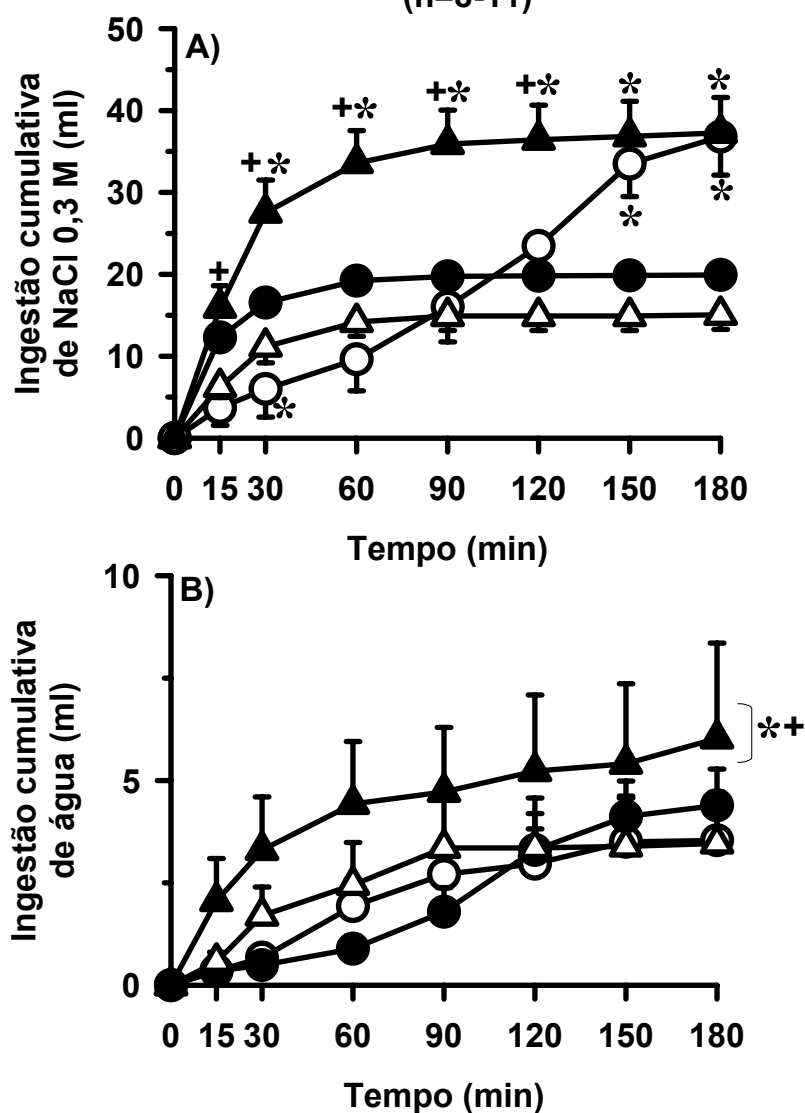 A)
50
40
30
20
10
0
Ingestão cumulativa
de NaCl 0,3 M (ml)
+
+*
+*
+*
+*
*
*
*
*
*
0 15 30 60 90 120 150 180
Tempo (min)
B)
10
5
0
Ingestão cumulativa
de água (ml)
*+
0 15 30 60 90 120 150 180
Tempo (min)